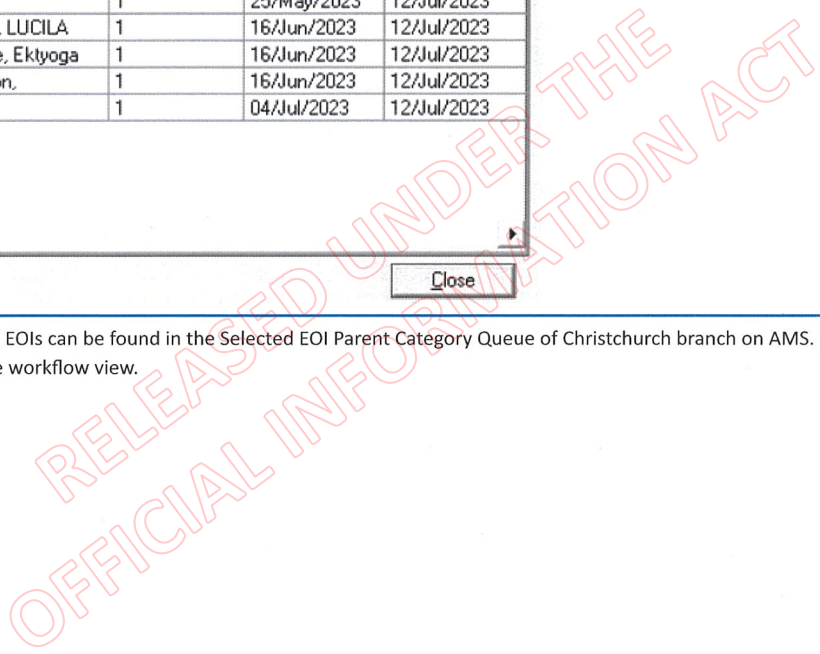 1 25/May/2023 12/Jul/2023
LUCILA 1 16/Jun/2023 12/Jul/2023
e, Ektyoga 1 16/Jun/2023 12/Jul/2023
on, 1 16/Jun/2023 12/Jul/2023
1 04/Jul/2023 12/Jul/2023
Close
EOIs can be found in the Selected EOI Parent Category Queue of Christchurch branch on AMS.
e workflow view.
RELEASED UNDER THE
OFFICIAL INFORMATION ACT